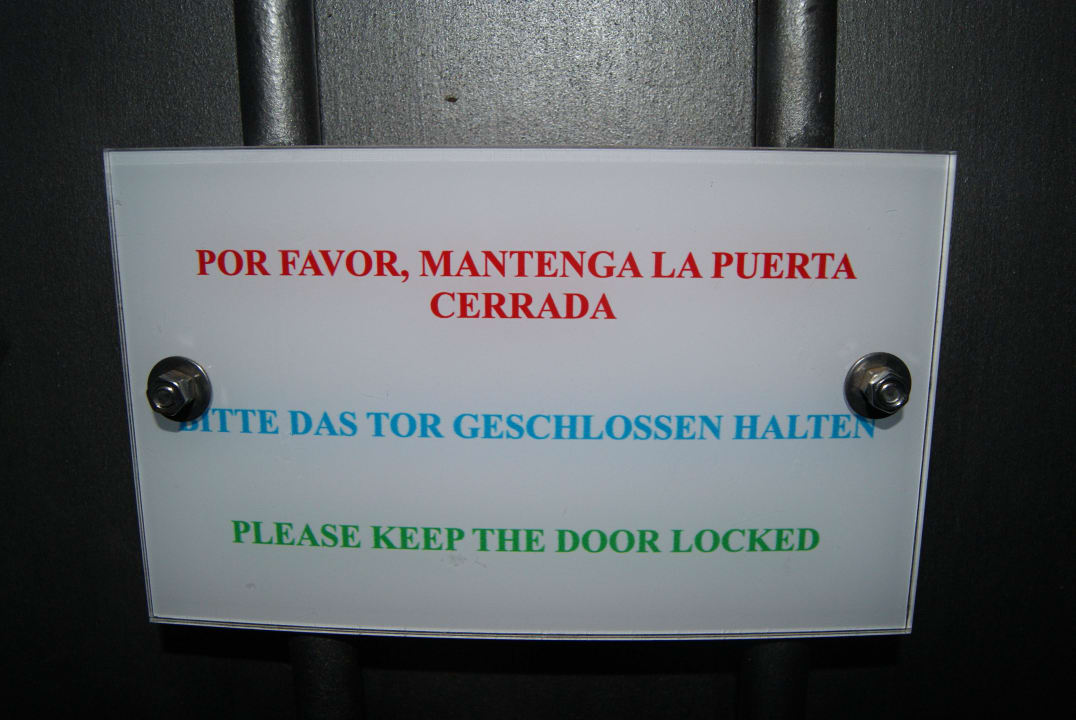 POR FAVOR, MANTENGA LA PUERTA
CERRADA
BITTE DAS TOR GESCHLOSSEN HALTEN
PLEASE KEEP THE DOOR LOCKED